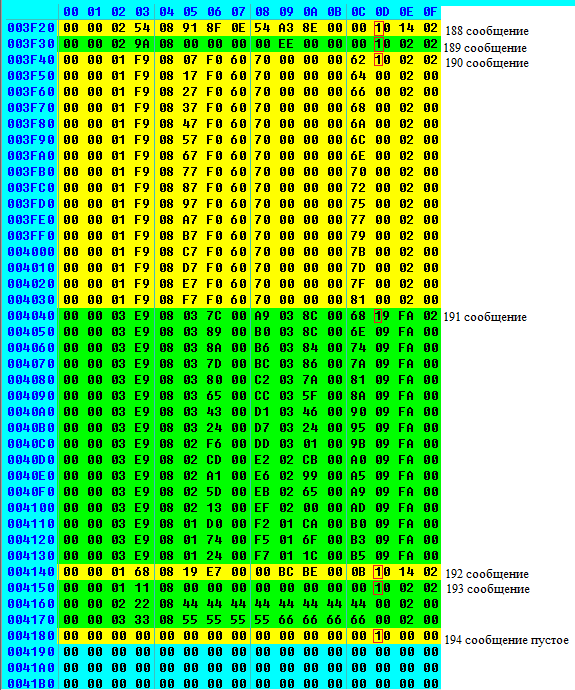 00 01 02 03 04 05 06 07 08 09 0A 0B 0C 0D 0E 0F
003F20 00 00 02 54 08 91 8F 0E 54 A3 8E 00 00 10 14 02 188 сообщение
003F30 00 00 02 9A 08 00 00 00 00 EE 00 00 00 10 02 02 189 сообщение
003F40 00 00 01 F9 08 07 F0 60 70 00 00 00 62 10 02 02 190 сообщение
003F50 00 00 01 F9 08 17 F0 60 70 00 00 00 64 00 02 00
003F60 00 00 01 F9 08 27 F0 60 70 00 00 00 66 00 02 00
003F70 00 00 01 F9 08 37 F0 60 70 00 00 00 68 00 02 00
003F80 00 00 01 F9 08 47 F0 60 70 00 00 00 6A 00 02 00
003F90 00 00 01 F9 08 57 F0 60 70 00 00 00 6C 00 02 00
003FA0 00 00 01 F9 08 67 F0 60 70 00 00 00 6E 00 02 00
003FB0 00 00 01 F9 08 77 F0 60 70 00 00 00 70 00 02 00
003FC0 00 00 01 F9 08 87 F0 60 70 00 00 00 72 00 02 00
003FD0 00 00 01 F9 08 97 F0 60 70 00 00 00 75 00 02 00
003FE0 00 00 01 F9 08 A7 F0 60 70 00 00 00 77 00 02 00
003FF0 00 00 01 F9 08 B7 F0 60 70 00 00 00 79 00 02 00
004000 00 00 01 F9 08 C7 F0 60 70 00 00 00 7B 00 02 00
004010 00 00 01 F9 08 D7 F0 60 70 00 00 00 7D 00 02 00
004020 00 00 01 F9 08 E7 F0 60 70 00 00 00 7F 00 02 00
004030 00 00 01 F9 08 F7 F0 60 70 00 00 00 81 00 02 00
004040 00 00 03 E9 08 03 7C 00 A9 03 8C 00 68 19 FA 02 191 сообщение
004050 00 00 03 E9 08 03 89 00 B0 03 8C 00 6E 09 FA 00
004060 00 00 03 E9 08 03 8A 00 B6 03 84 00 74 09 FA 00
004070 00 00 03 E9 08 03 7D 00 BC 03 86 00 7A 09 FA 00
004080 00 00 03 E9 08 03 80 00 C2 03 7A 00 81 09 FA 00
004090 00 00 03 E9 08 03 65 00 CC 03 5F 00 8A 09 FA 00
0040A0 00 00 03 E9 08 03 43 00 D1 03 46 00 90 09 FA 00
0040B0 00 00 03 E9 08 03 24 00 D7 03 24 00 95 09 FA 00
0040C0 00 00 03 E9 08 02 F6 00 DD 03 01 00 9B 09 FA 00
0040D0 00 00 03 E9 08 02 CD 00 E2 02 CB 00 A0 09 FA 00
0040E0 00 00 03 E9 08 02 A1 00 E6 02 99 00 A5 09 FA 00
0040F0 00 00 03 E9 08 02 5D 00 EB 02 65 00 A9 09 FA 00
004100 00 00 03 E9 08 02 13 00 EF 02 00 00 AD 09 FA 00
004110 00 00 03 E9 08 01 D0 00 F2 01 CA 00 B0 09 FA 00
004120 00 00 03 E9 08 01 74 00 F5 01 6F 00 B3 09 FA 00
004130 00 00 03 E9 08 01 24 00 F7 01 1C 00 B5 09 FA 00
004140 00 00 01 68 08 19 E7 00 00 BC BE 00 0B 10 14 02 192 сообщение
004150 00 00 01 11 08 00 00 00 00 00 00 00 00 10 02 02 193 сообщение
004160 00 00 02 22 08 44 44 44 44 44 44 44 44 00 02 00
004170 00 00 03 33 08 55 55 55 55 66 66 66 66 00 02 00
004180 00 00 00 00 00 00 00 00 00 00 00 00 00 10 00 00 194 сообщение пустое
004190 00 00 00 00 00 00 00 00 00 00 00 00 00 00 00 00
0041A0 00 00 00 00 00 00 00 00 00 00 00 00 00 00 00 00
0041B0 00 00 00 00 00 00 00 00 00 00 00 00 00 00 00 00